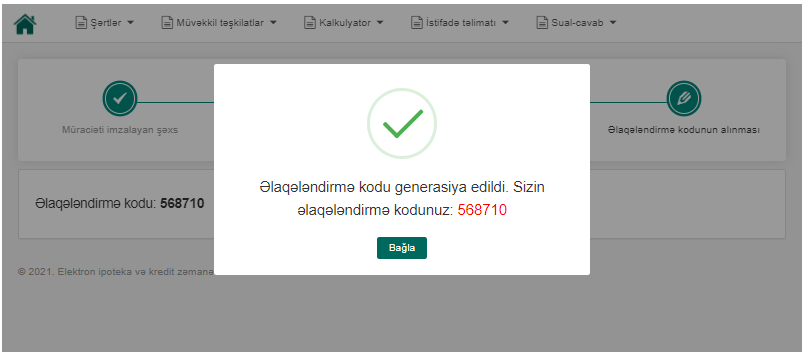 Şərtlər
Müvəkkil təşkilatlar
Kalkulyator
İstifadə təlimatı
Sual-cavab
Müraciəti imzalayan şəxs
Əlaqələndirmə kodunun alınması
Əlaqələndirmə kodu generasiya edildi. Sizin
əlaqələndirmə kodunuz: 568710
Bağla
Əlaqələndirmə kodu: 568710
© 2021. Elektron ipoteka və kredit zəmanə